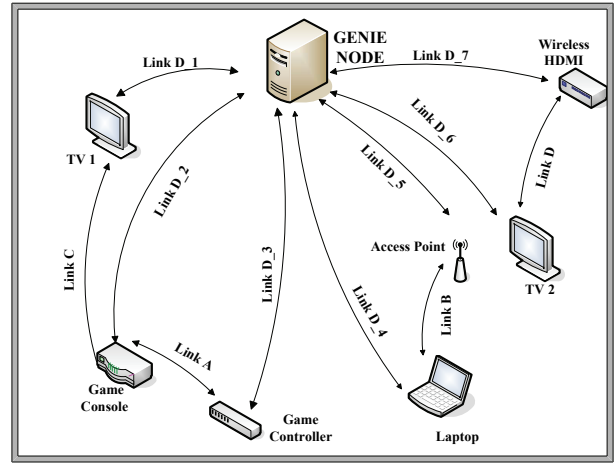 GENIE
NODE
Wireless
HDMI
Link D_1
Link D_7
TV 1
Link D_2
Link D_6
Link D_5
Link D
Link C
Link D_3
Access Point
TV 2
Link D_4
Link B
Link A
Game
Console
Game
Controller
Laptop